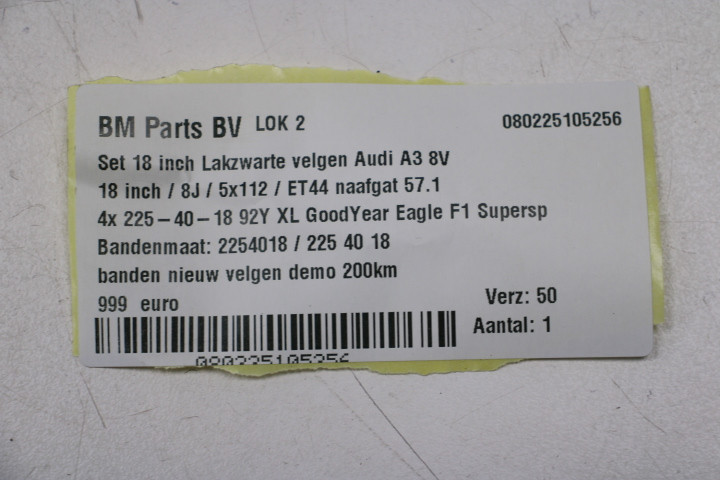 BM Parts BV LOK 2 080225105256
Set 18 inch Lakzwarte velgen Audi A3 8V
18 inch / 8J / 5x112 / ET44 naafgat 57.1
4x 225-40-18 92Y XL GoodYear Eagle F1 Supersp
Bandenmaat: 2254018 / 225 40 18
banden nieuw velgen demo 200km
999 euro Verz: 50
Aantal: 1
080225105256